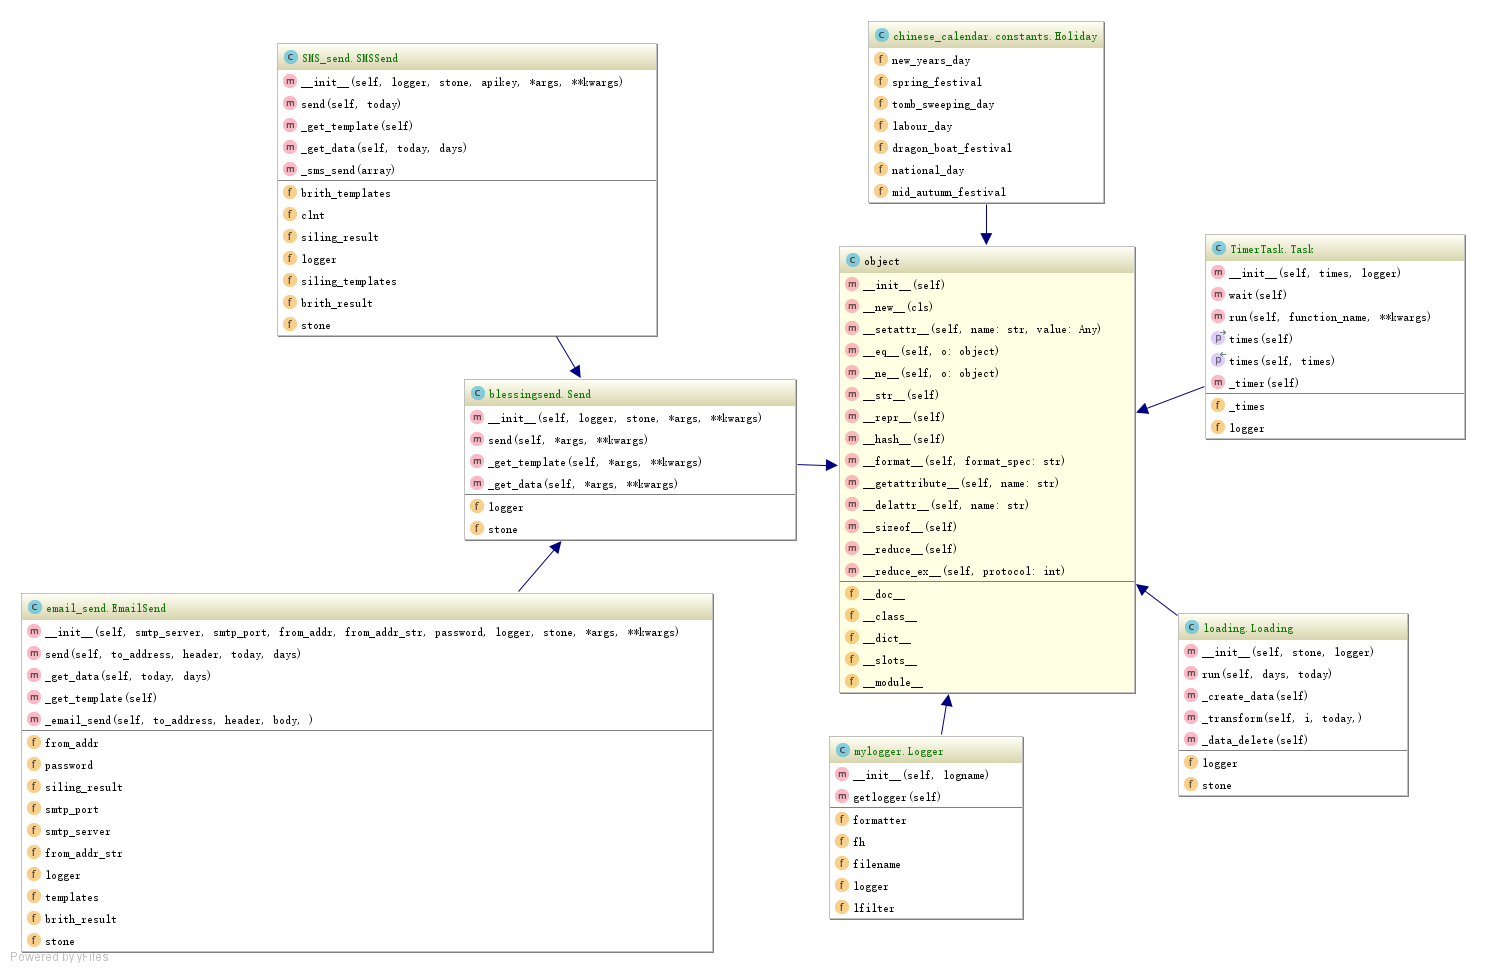 SMS_send.SMSSend
__init__(self, logger, stone, apikey, *args, **kwargs)
send(self, today)
_get_template(self)
_get_data(self, today, days)
_sms_send(array)
brith_templates
clnt
siling_result
logger
siling_templates
brith_result
stone
chinese_calendar.constants.Holiday
new_years_day
spring_festival
tomb_sweeping_day
labour_day
dragon_boat_festival
national_day
mid_autumn_festival
object
__init__(self)
__new__(cls)
__setattr__(self, name: str, value: Any)
__eq__(self, o: object)
__ne__(self, o: object)
__str__(self)
__repr__(self)
__hash__(self)
__format__(self, format_spec: str)
__getattribute__(self, name: str)
__delattr__(self, name: str)
__sizeof__(self)
__reduce__(self)
__reduce_ex__(self, protocol: int)
__doc__
__class__
__dict__
__slots__
__module__
TimerTask.Task
__init__(self, times, logger)
wait(self)
run(self, function_name, **kwargs)
times(self)
times(self, times)
_timer(self)
_times
logger
blessingsend.Send
__init__(self, logger, stone, *args, **kwargs)
send(self, *args, **kwargs)
_get_template(self, *args, **kwargs)
_get_data(self, *args, **kwargs)
logger
stone
email_send.EmailSend
__init__(self, smtp_server, smtp_port, from_addr, from_addr_str, password, logger, stone, *args, **kwargs)
send(self, to_address, header, today, days)
_get_data(self, today, days)
_get_template(self)
_email_send(self, to_address, header, body, )
from_addr
password
siling_result
smtp_port
smtp_server
from_addr_str
logger
templates
brith_result
stone
loading.Loading
__init__(self, stone, logger)
run(self, days, today)
_create_data(self)
_transform(self, i, today,)
_data_delete(self)
logger
stone
mylogger.Logger
__init__(self, logname)
getlogger(self)
formatter
fh
filename
logger
lfilter
Powered by yFiles